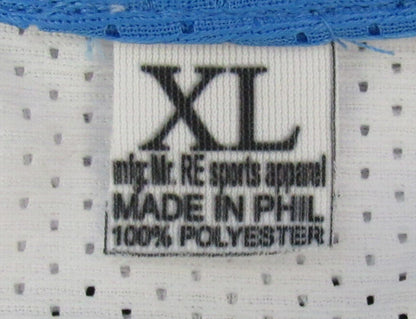 XL
mfg: Mr. RE sports apparel
MADE IN PHIL
100% POLYESTER